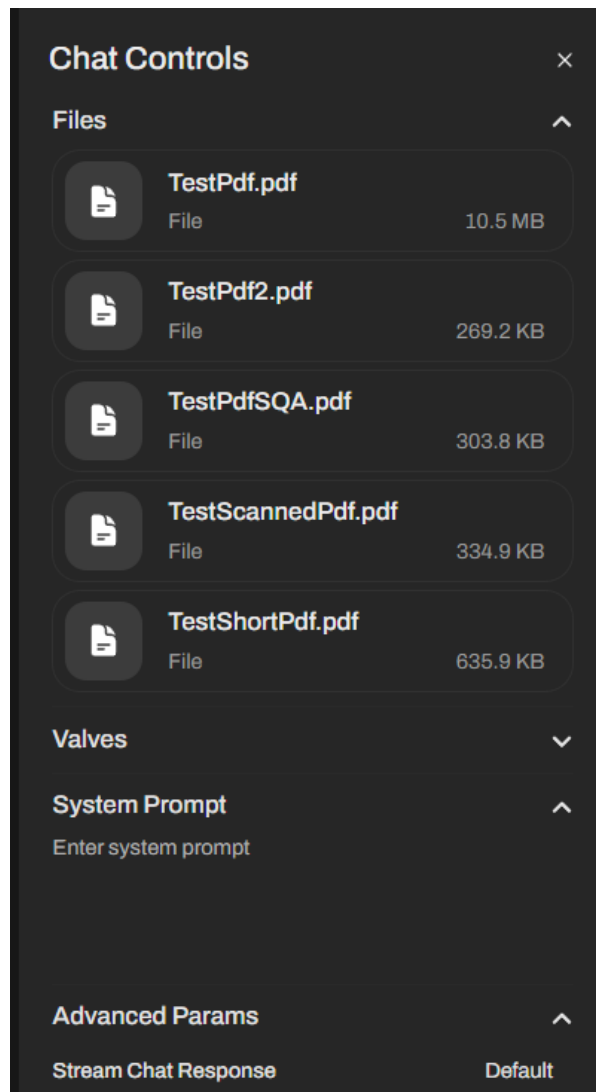 Chat Controls
Files
TestPdf.pdf
File 10.5 MB
TestPdf2.pdf
File 269.2 KB
TestPdfSQA.pdf
File 303.8 KB
TestScannedPdf.pdf
File 334.9 KB
TestShortPdf.pdf
File 635.9 KB
Valves
System Prompt
Enter system prompt
Advanced Params
Stream Chat Response Default